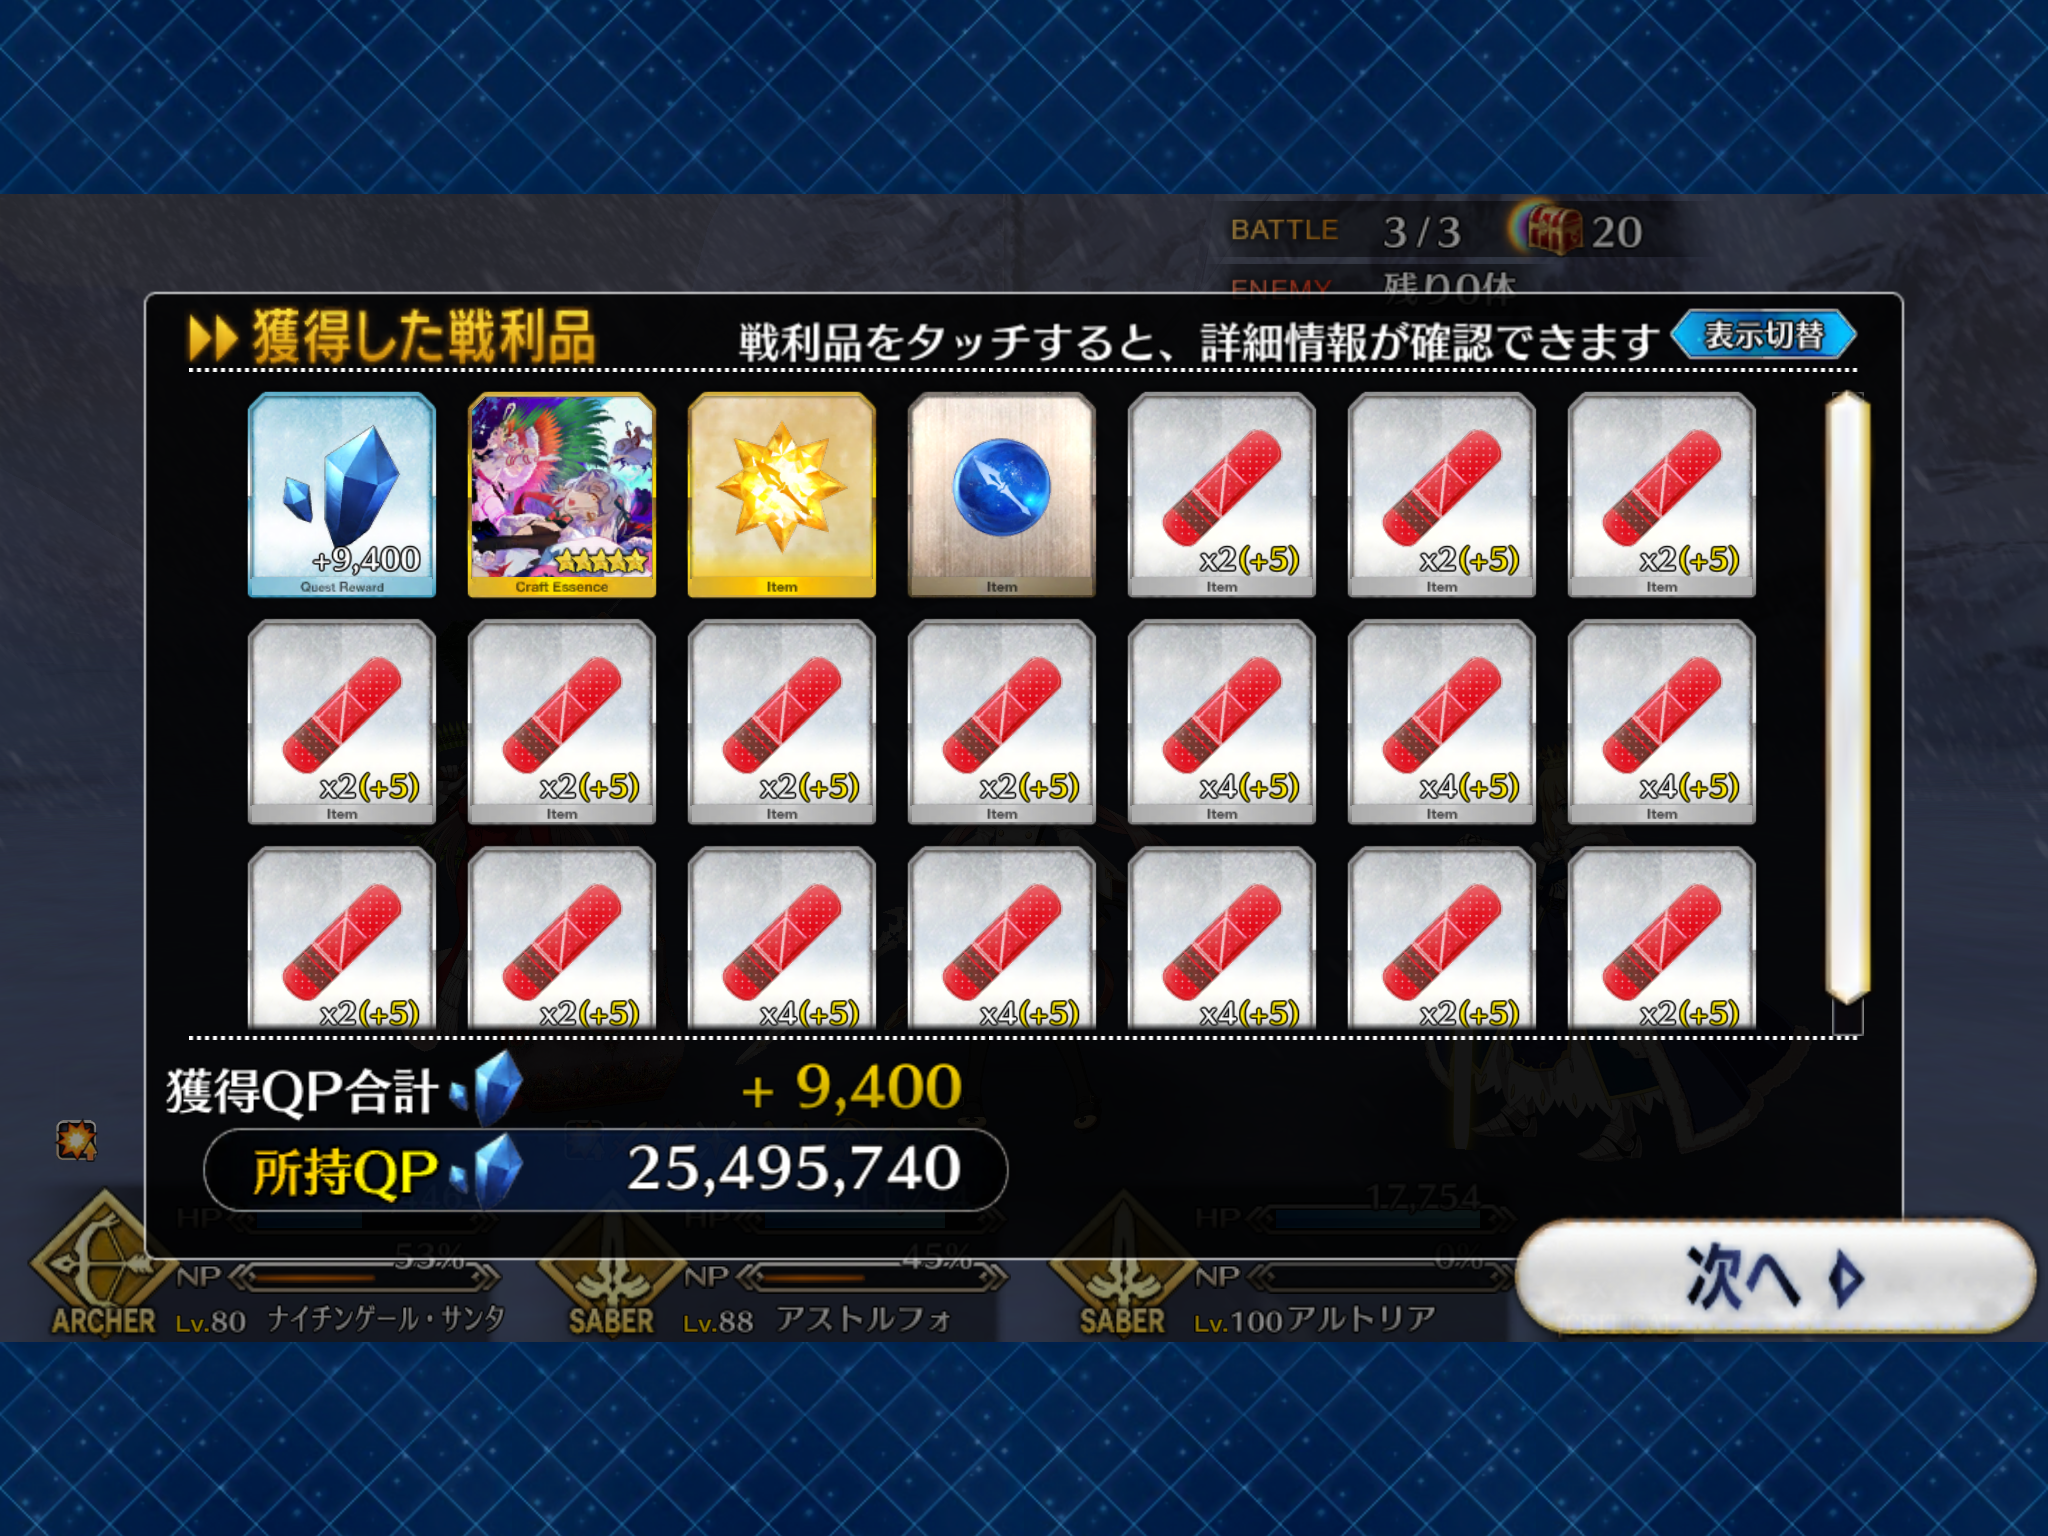 BATTLE 3/3 20
ENEMY 残り0体
獲得した戦利品 戦利品をタッチすると、詳細情報が確認できます 表示切替
+9,400 x2(+5) x2(+5) x2(+5)
Quest Reward Craft Essence Item Item Item Item Item
x2(+5) x2(+5) x2(+5) x2(+5) x4(+5) x4(+5) x4(+5)
Item Item Item Item Item Item Item
x2(+5) x2(+5) x4(+5) x4(+5) x4(+5) x2(+5) x2(+5)
獲得QP合計 + 9,400
所持QP 25,495,740
HP HP HP 17,754
NP 53% NP 45% NP 0%
次へ
ARCHER Lv.80 ナイチンゲール・サンタ SABER Lv.88 アストルフォ SABER Lv.100 アルトリア